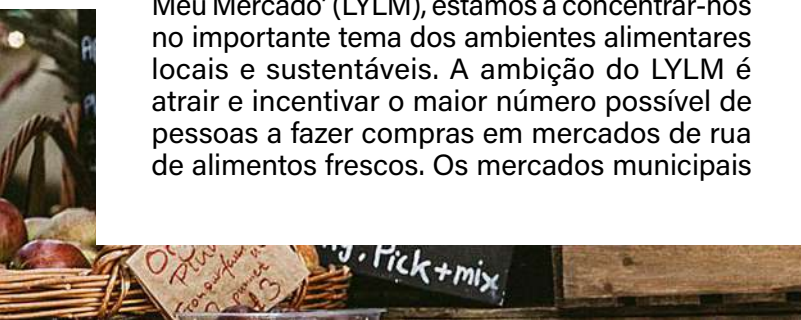 Meu Mercado' (LYLM), estamos a concentrar-nos
no importante tema dos ambientes alimentares
locais e sustentáveis. A ambição do LYLM é
atrair e incentivar o maior número possível de
pessoas a fazer compras em mercados de rua
de alimentos frescos. Os mercados municipais
Pick+mix